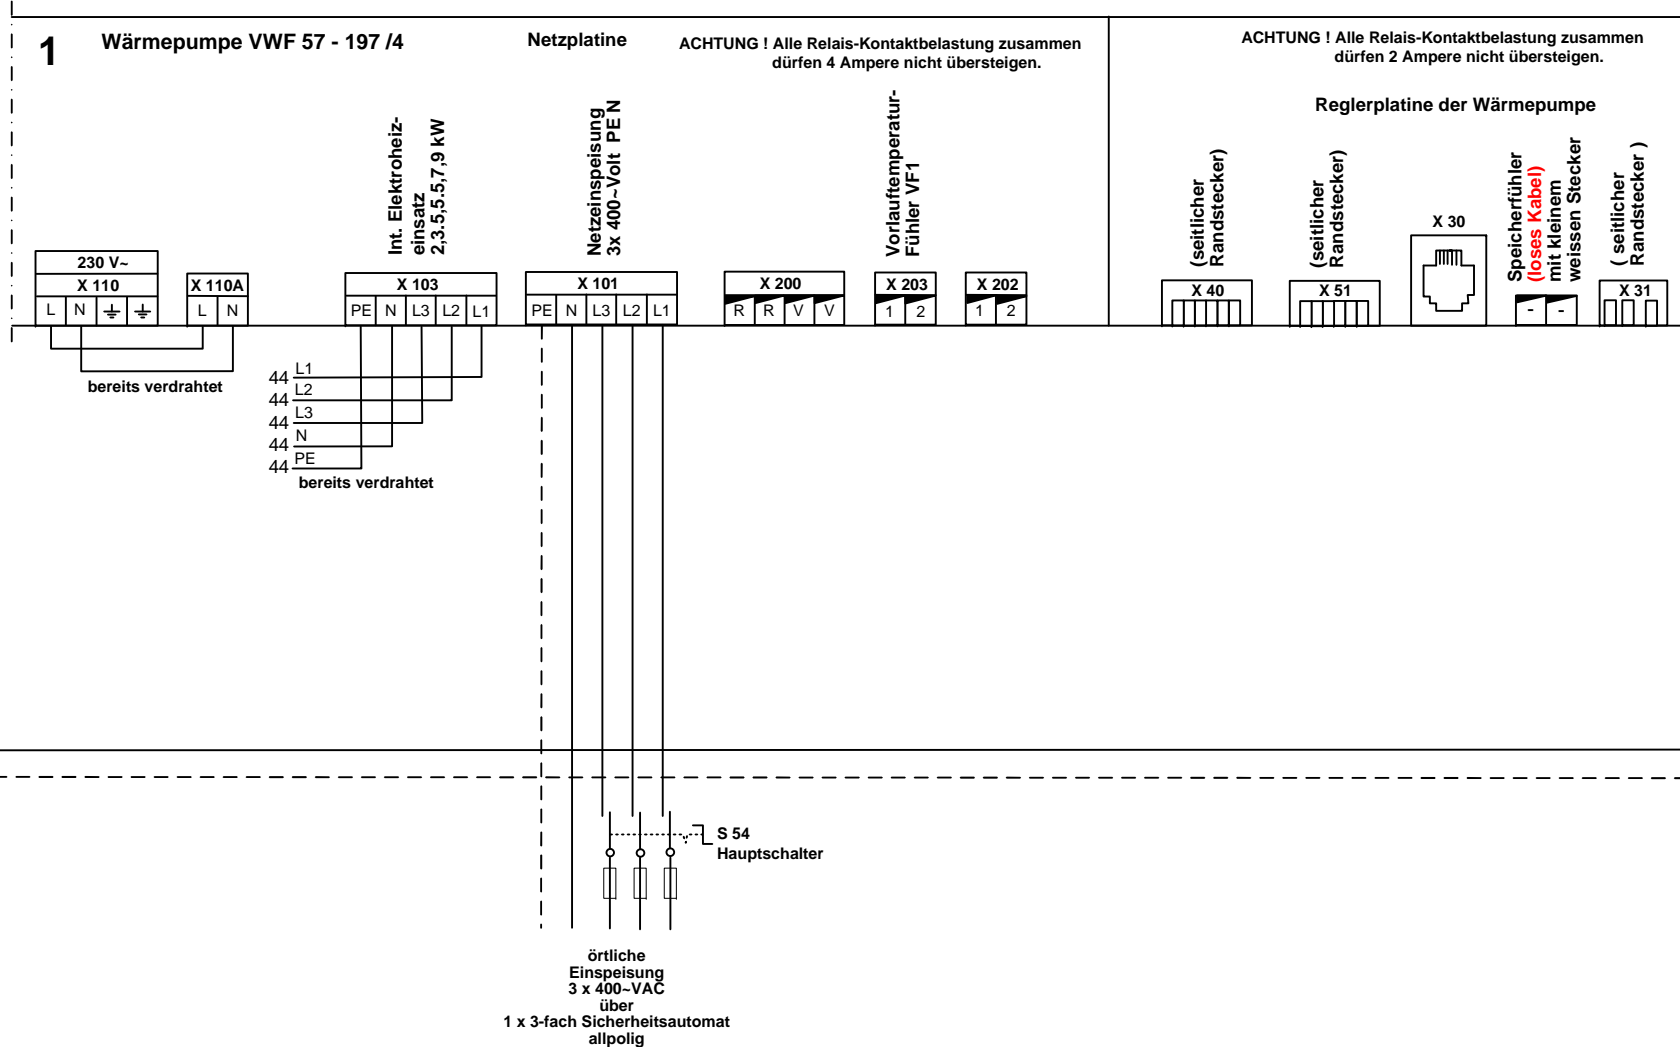 1
Wärmepumpe VWF 57 - 197 /4
Netzplatine
ACHTUNG ! Alle Relais-Kontaktbelastung zusammen
dürfen 4 Ampere nicht übersteigen.
ACHTUNG ! Alle Relais-Kontaktbelastung zusammen
dürfen 2 Ampere nicht übersteigen.
Reglerplatine der Wärmepumpe
Int. Elektroheiz-
einsatz
2,3.5,5.5,7,9 kW
Netzeinspeisung
3x 400~Volt PE N
Vorlauftemperatur-
Fühler VF1
(seitlicher
Randstecker)
(seitlicher
Randstecker)
Speicherfühler
(loses Kabel)
mit kleinem
weissen Stecker
( seitlicher
Randstecker )
230 V~
X 110
L N
X 110A
L N
X 103
PE N L3 L2 L1
X 101
PE N L3 L2 L1
X 200
R R V V
X 203
1 2
X 202
1 2
X 40
X 51
X 30
- -
X 31
bereits verdrahtet
44 L1
44 L2
44 L3
44 N
44 PE
bereits verdrahtet
S 54
Hauptschalter
örtliche
Einspeisung
3 x 400~VAC
über
1 x 3-fach Sicherheitsautomat
allpolig